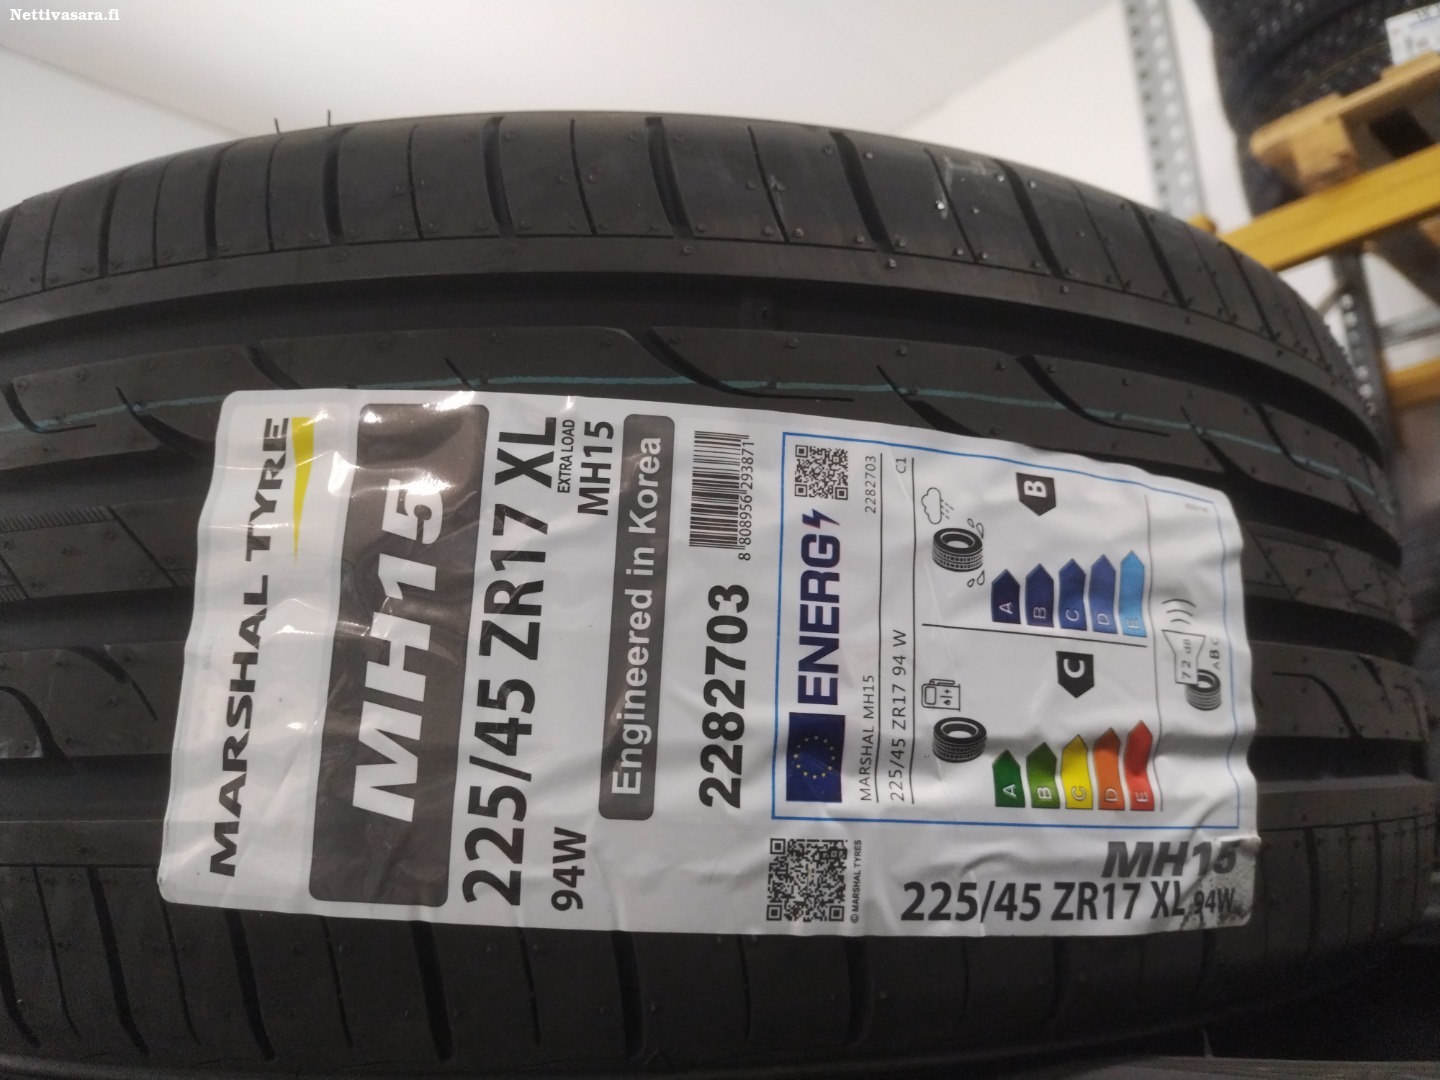 Nettivasara.fi
MARSHAL TYRE
MH15
225/45 ZR17 XL
EXTRA LOAD
94W
MH15
Engineered in Korea
2282703
8 808956 293871
ENERG
2282703
C1
MARSHAL MH15
225/45 ZR17 94 W
B
A
B
C
D
E
C
A
B
C
D
E
72 dB
ABC
© MARSHAL TYRES
MH15
225/45 ZR17 XL 94W